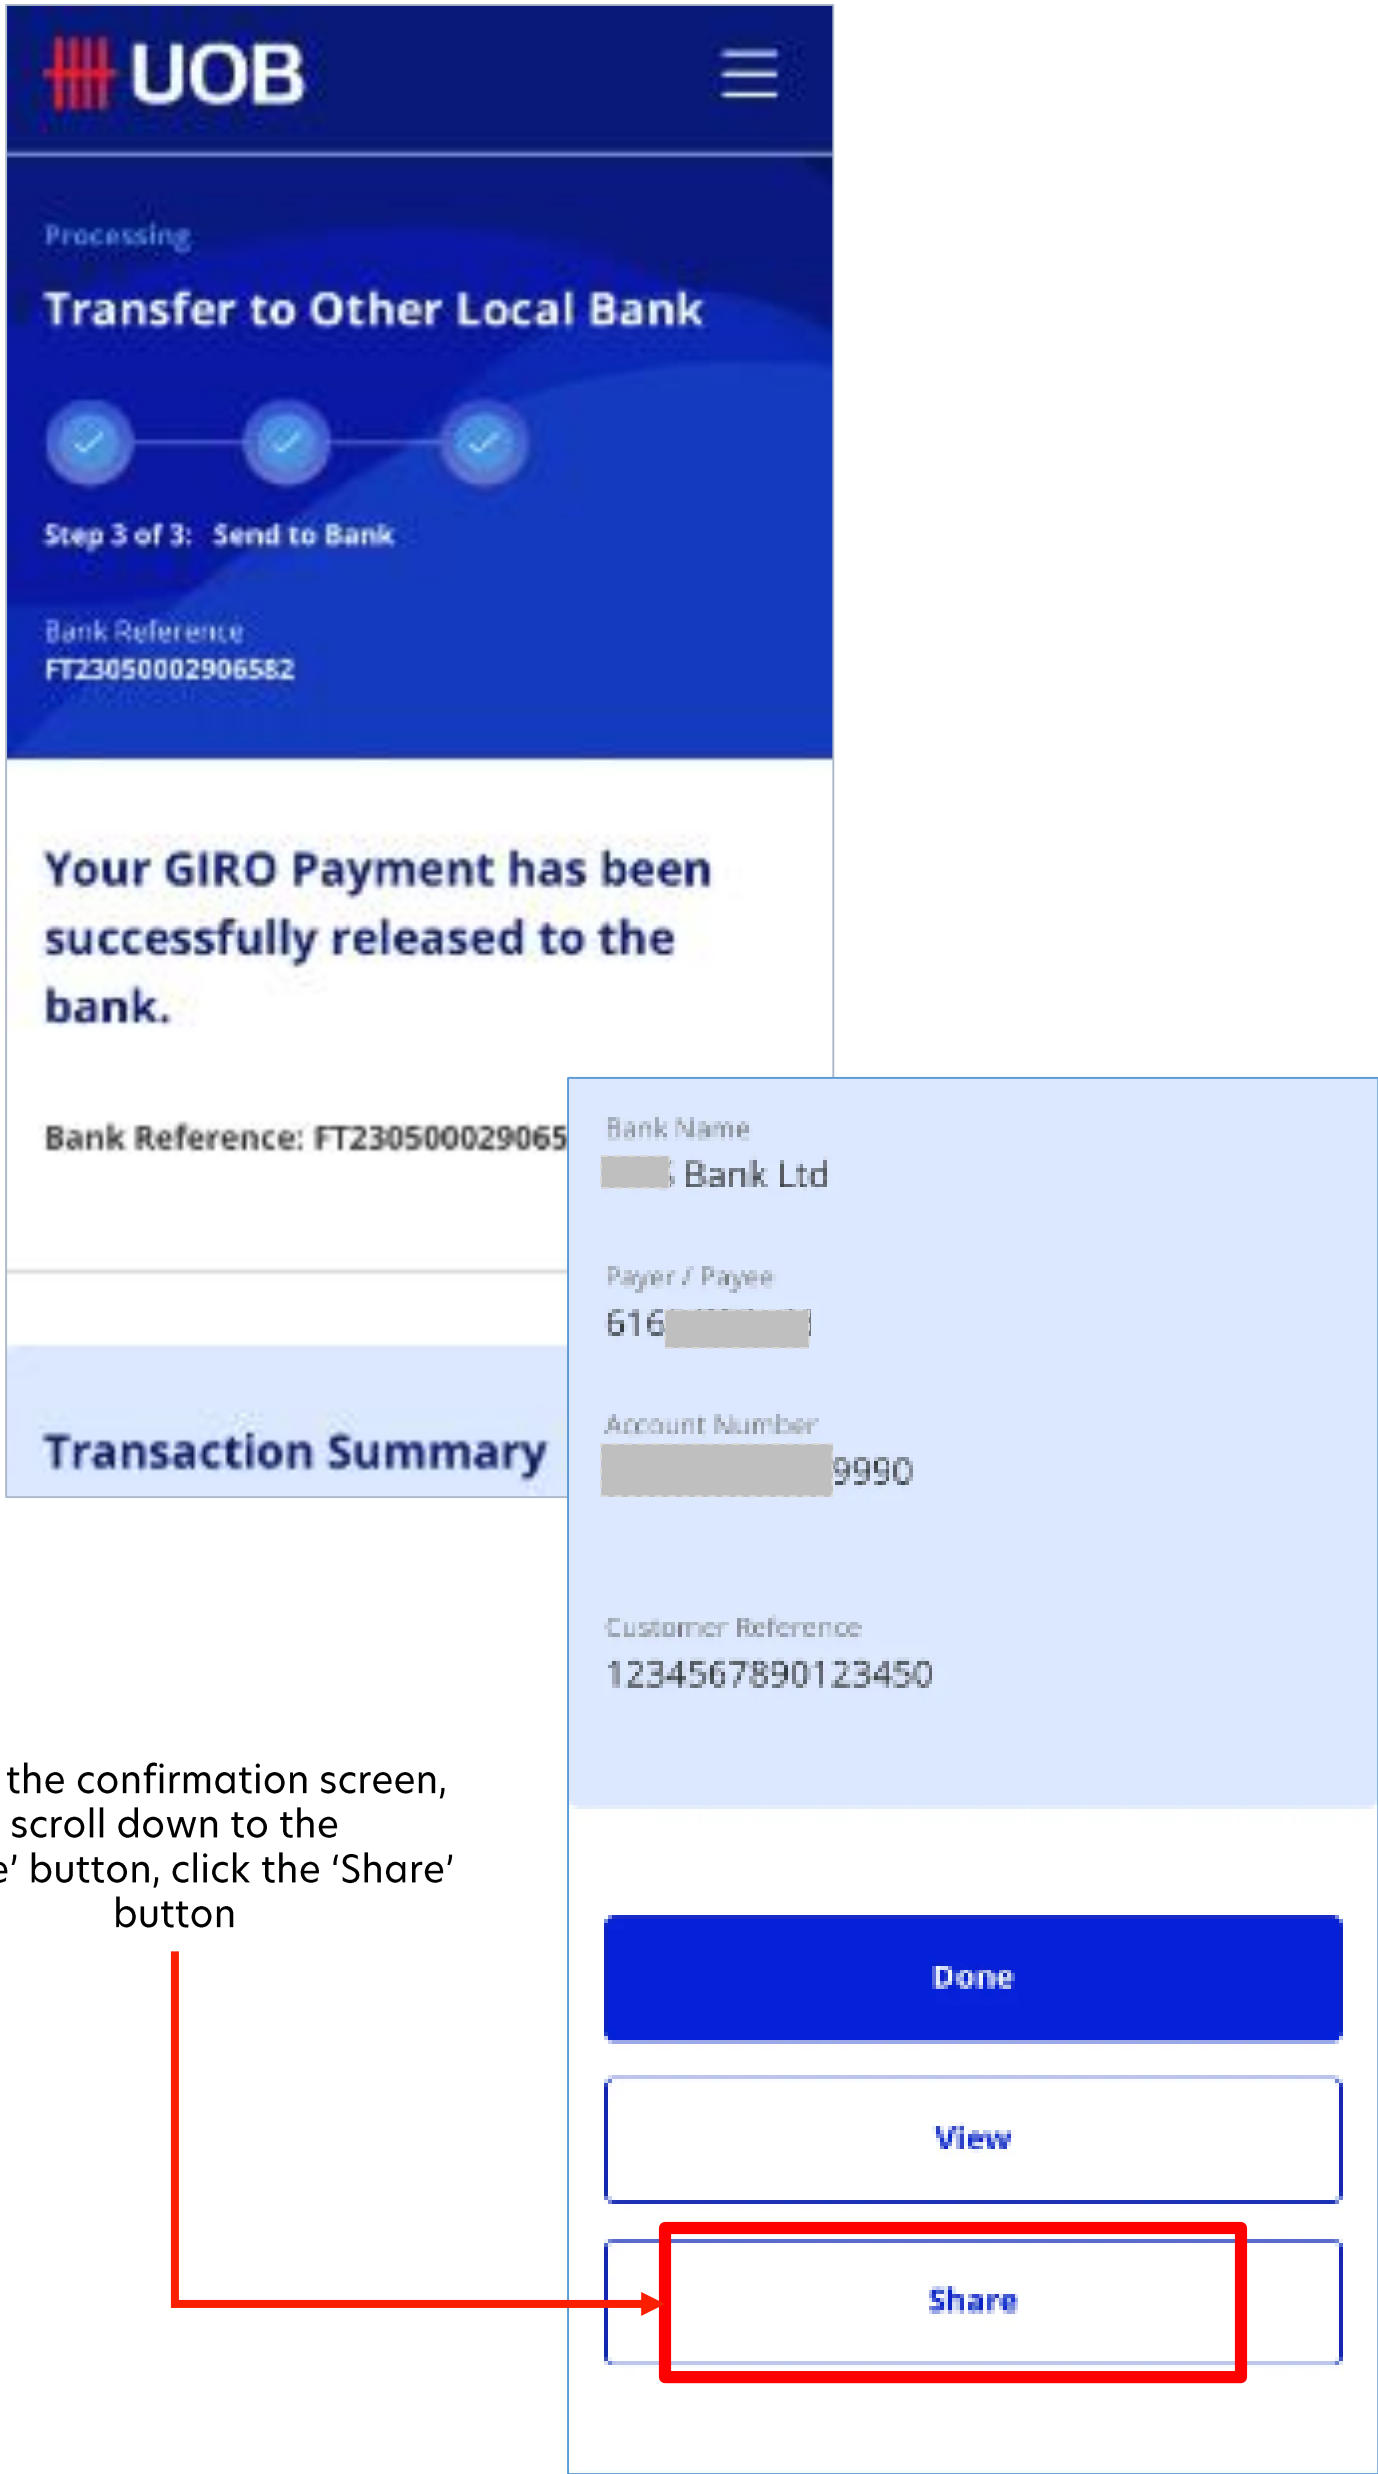 UOB
Processing
Transfer to Other Local Bank
Step 3 of 3: Send to Bank
Bank Reference
FT23050002906582
Your GIRO Payment has been
successfully released to the
bank.
Bank Reference: FT230500029065
Transaction Summary
Bank Name
Bank Ltd
Payer / Payee
616
Account Number
9990
Customer Reference
1234567890123450
the confirmation screen,
scroll down to the
e’ button, click the ‘Share’
button
Done
View
Share